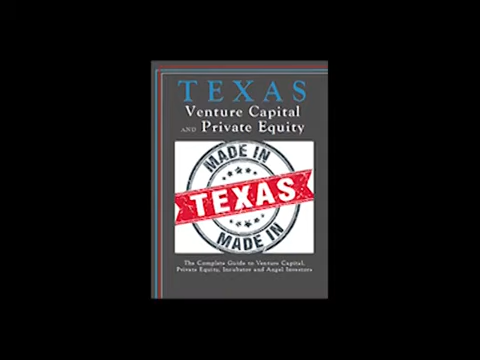 TEXAS
Venture Capital
AND Private Equity
MADE IN
TEXAS
MADE IN
The Complete Guide to Venture Capital,
Private Equity, Incubator and Angel Investors